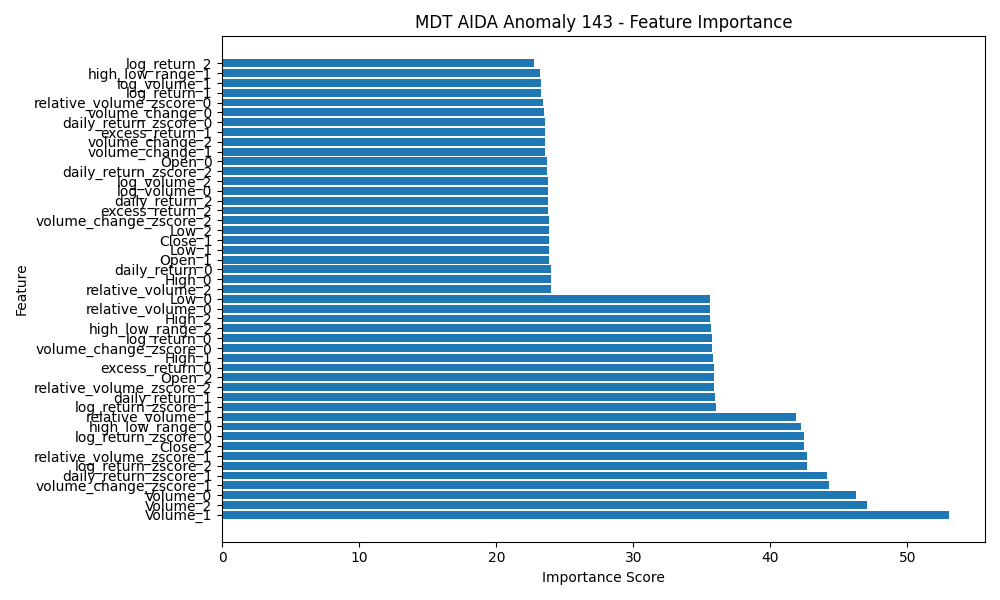 MDT AIDA Anomaly 143 - Feature Importance
log_return_2
high_low_range_1
log_volume_1
log_return_1
relative_volume_zscore_0
volume_change_0
daily_return_zscore_0
excess_return_1
volume_change_2
volume_change_1
Open_0
daily_return_zscore_2
log_volume_2
log_volume_0
daily_return_2
excess_return_2
volume_change_zscore_2
Low_2
Close_1
Low_1
Open_1
daily_return_0
High_0
relative_volume_2
Low_0
relative_volume_0
High_2
high_low_range_2
log_return_0
volume_change_zscore_0
High_1
excess_return_0
Open_2
relative_volume_zscore_2
daily_return_1
log_return_zscore_1
relative_volume_1
high_low_range_0
log_return_zscore_0
Close_2
relative_volume_zscore_1
log_return_zscore_2
daily_return_zscore_1
volume_change_zscore_1
Volume_0
Volume_2
Volume_1
Feature
0 10 20 30 40 50
Importance Score